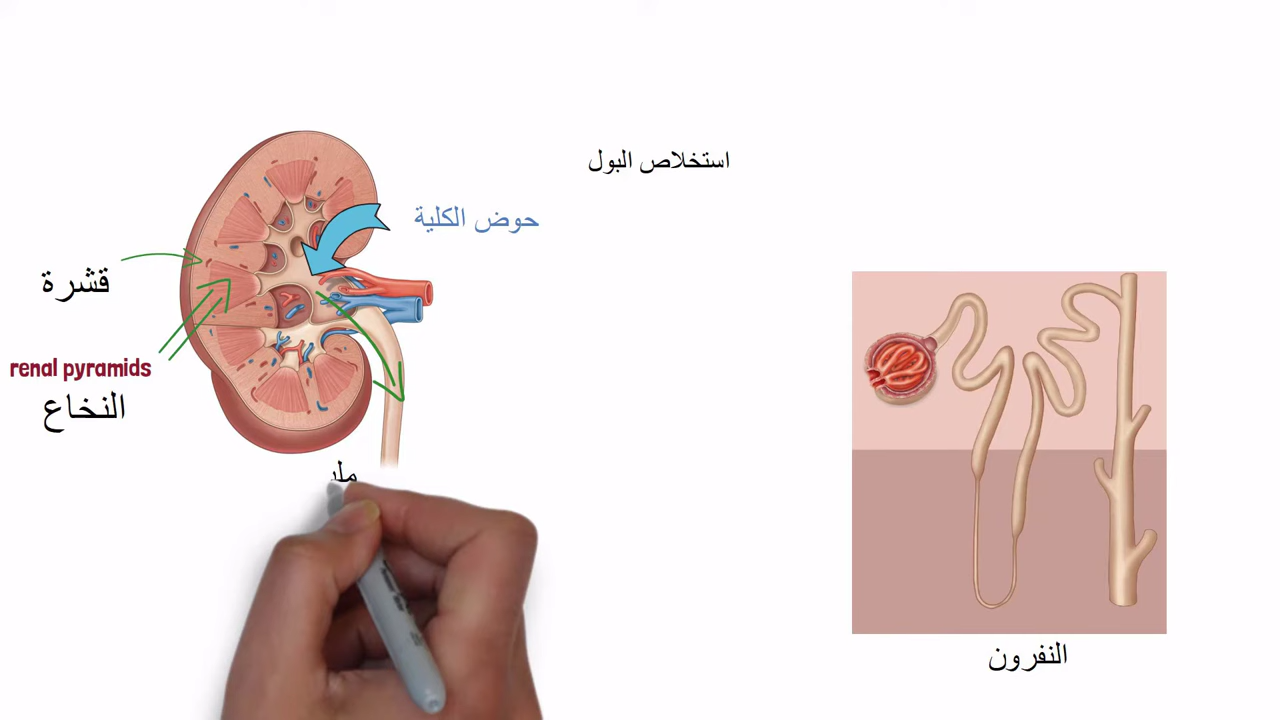 استخلاص البول
حوض الكلية
قشرة
renal pyramids
النخاع
النفرون